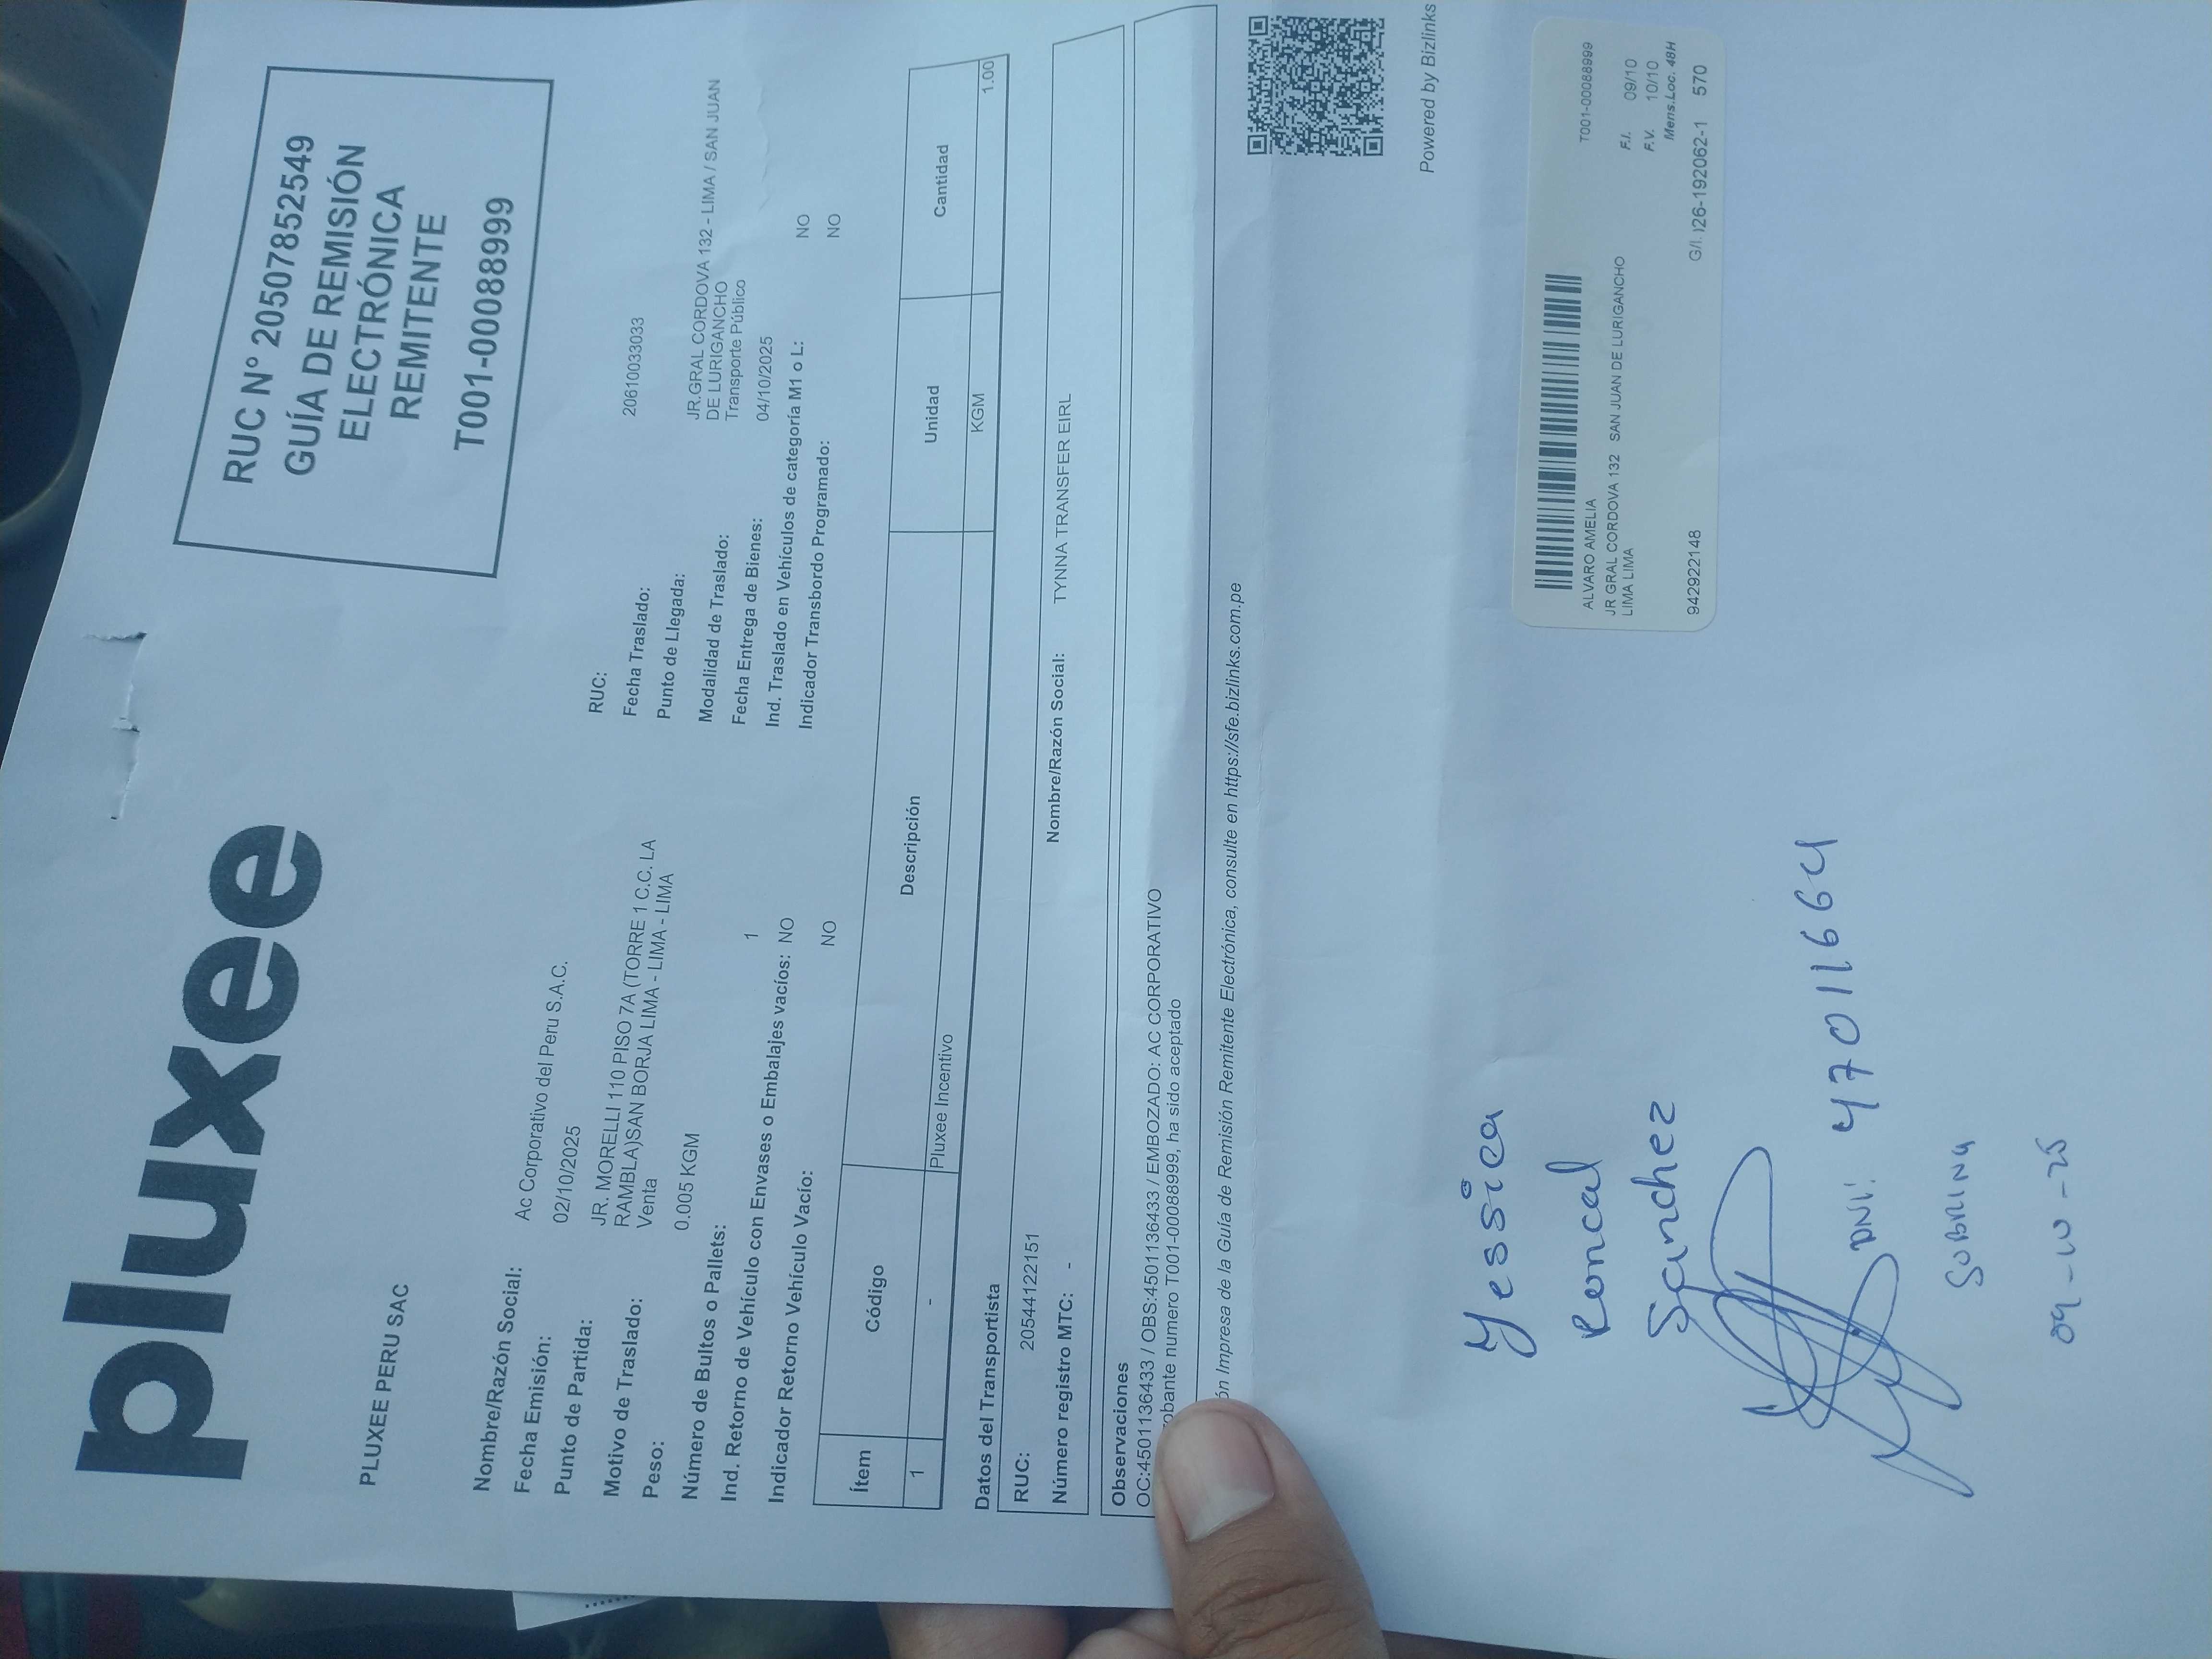 pluxee
RUC N° 20507852549
GUÍA DE REMISIÓN
ELECTRÓNICA
REMITENTE
T001-00088999
PLUXEE PERU SAC
Nombre/Razón Social: Ac Corporativo del Peru S.A.C.
RUC: 20610033033
Fecha Emisión: 02/10/2025
Fecha Traslado:
Punto de Partida: JR. MORELLI 110 PISO 7A (TORRE 1 C.C. LA
RAMBLA)SAN BORJA LIMA - LIMA - LIMA
Punto de Llegada: JR.GRAL CORDOVA 132 - LIMA / SAN JUAN
DE LURIGANCHO
Motivo de Traslado: Venta
Modalidad de Traslado: Transporte Público
Peso: 0.005 KGM
Fecha Entrega de Bienes: 04/10/2025
Número de Bultos o Pallets: 1
Ind. Traslado en Vehículos de categoría M1 o L: NO
Ind. Retorno de Vehículo con Envases o Embalajes vacíos: NO
Indicador Transbordo Programado: NO
Indicador Retorno Vehículo Vacío: NO
Ítem Código Descripción Unidad Cantidad
1 - Pluxee Incentivo KGM 1.00
Datos del Transportista
RUC: 20544122151 Nombre/Razón Social: TYNNA TRANSFER EIRL
Número registro MTC: -
Observaciones
OC:4501136433 / OBS:4501136433 / EMBOZADO: AC CORPORATIVO
obante numero T001-00088999, ha sido aceptado
ón Impresa de la Guía de Remisión Remitente Electrónica, consulte en https://sfe.bizlinks.com.pe
Powered by Bizlinks
ALVARO AMELIA T001-00088999
JR GRAL CORDOVA 132 SAN JUAN DE LURIGANCHO
LIMA LIMA
F.I. 09/10
F.V. 10/10
Mens.Loc. 48H
942922148 G/I. I26-192062-1 570
Yessica
Roncal
Sanchez
DNI: 47011664
SOBRINA
09-10-25